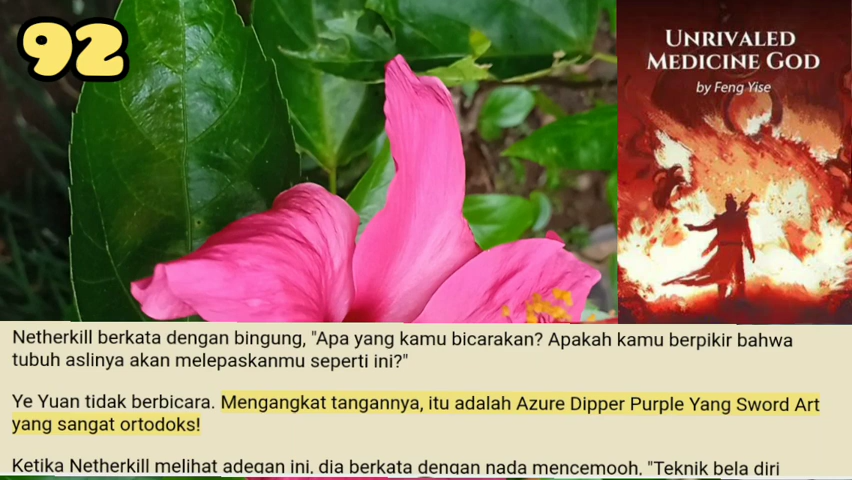 92
UNRIVALED
MEDICINE GOD
by Feng Yise
Netherkill berkata dengan bingung, "Apa yang kamu bicarakan? Apakah kamu berpikir bahwa
tubuh aslinya akan melepaskanmu seperti ini?"
Ye Yuan tidak berbicara. Mengangkat tangannya, itu adalah Azure Dipper Purple Yang Sword Art
yang sangat ortodoks!
Ketika Netherkill melihat adegan ini, dia berkata dengan nada mencemooh, "Teknik bela diri